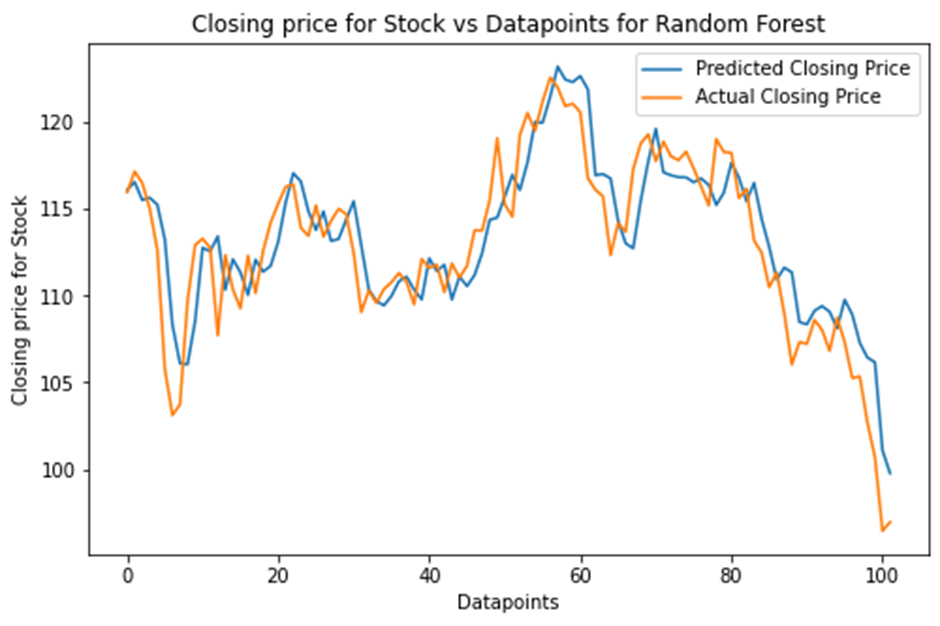 Closing price for Stock vs Datapoints for Random Forest
Predicted Closing Price
Actual Closing Price
Closing price for Stock
120
115
110
105
100
0 20 40 60 80 100
Datapoints